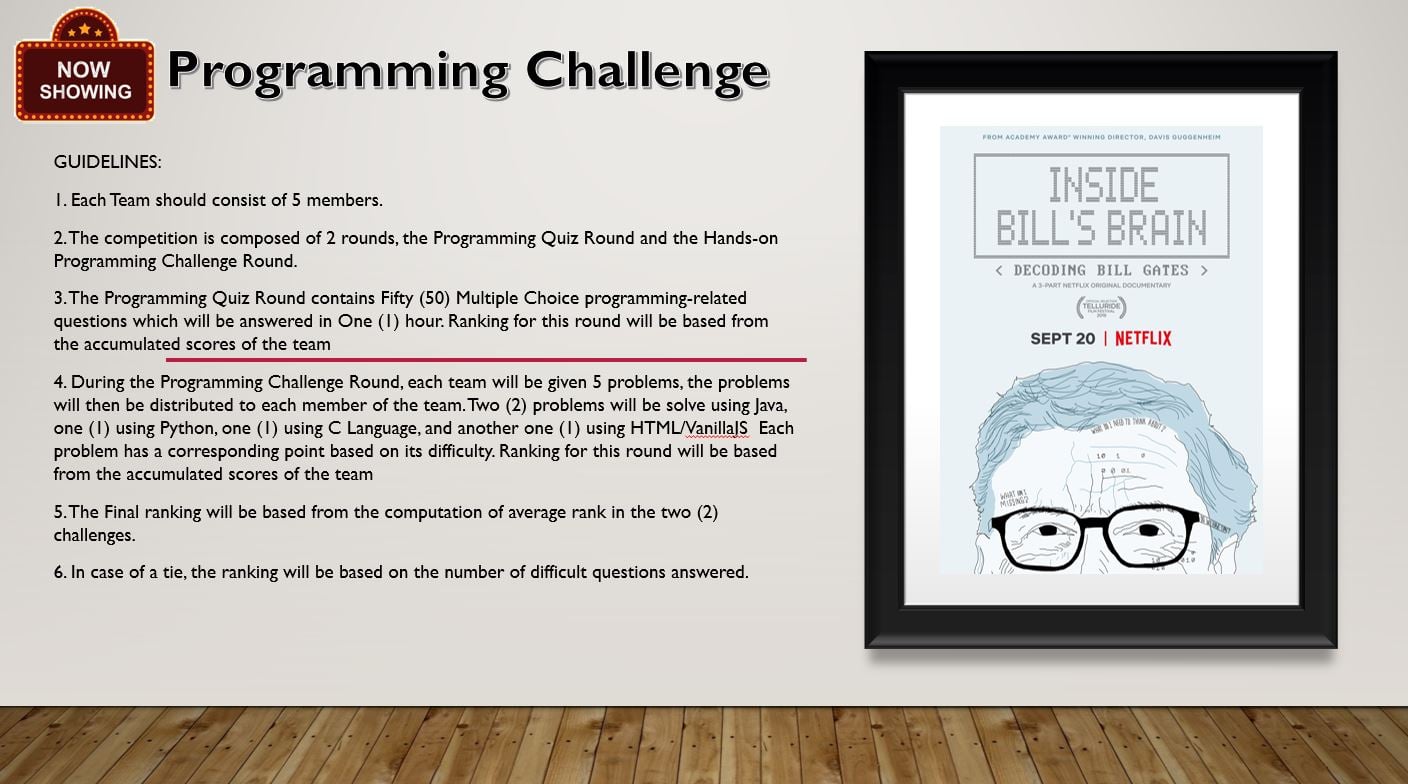 NOW
SHOWING
Programming Challenge
GUIDELINES:
1. Each Team should consist of 5 members.
2. The competition is composed of 2 rounds, the Programming Quiz Round and the Hands-on
Programming Challenge Round.
3. The Programming Quiz Round contains Fifty (50) Multiple Choice programming-related
questions which will be answered in One (1) hour. Ranking for this round will be based from
the accumulated scores of the team
4. During the Programming Challenge Round, each team will be given 5 problems, the problems
will then be distributed to each member of the team. Two (2) problems will be solve using Java,
one (1) using Python, one (1) using C Language, and another one (1) using HTML/VanillaJS  Each
problem has a corresponding point based on its difficulty. Ranking for this round will be based
from the accumulated scores of the team
5. The Final ranking will be based from the computation of average rank in the two (2)
challenges.
6. In case of a tie, the ranking will be based on the number of difficult questions answered.
FROM ACADEMY AWARD® WINNING DIRECTOR, DAVIS GUGGENHEIM
INSIDE
BILL'S BRAIN
< DECODING BILL GATES >
A 3-PART NETFLIX ORIGINAL DOCUMENTARY
OFFICIAL SELECTION
TELLURIDE
FILM FESTIVAL
2019
SEPT 20 | NETFLIX
WHAT DO I NEED TO THINK ABOUT?
10 1 0
0 0 01
WHAT AM I
MISSING?